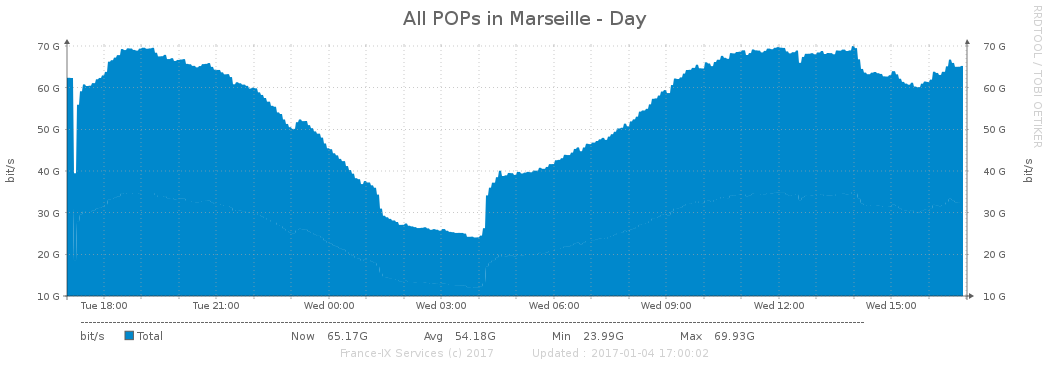 All POPs in Marseille - Day
RRDTOOL / TOBI OETIKER
bit/s
70 G 70 G
60 G 60 G
50 G 50 G
40 G 40 G
30 G 30 G
20 G 20 G
10 G 10 G
bit/s
Tue 18:00 Tue 21:00 Wed 00:00 Wed 03:00 Wed 06:00 Wed 09:00 Wed 12:00 Wed 15:00
bit/s Total Now 65.17G Avg 54.18G Min 23.99G Max 69.93G
France-IX Services (c) 2017 Updated : 2017-01-04 17:00:02